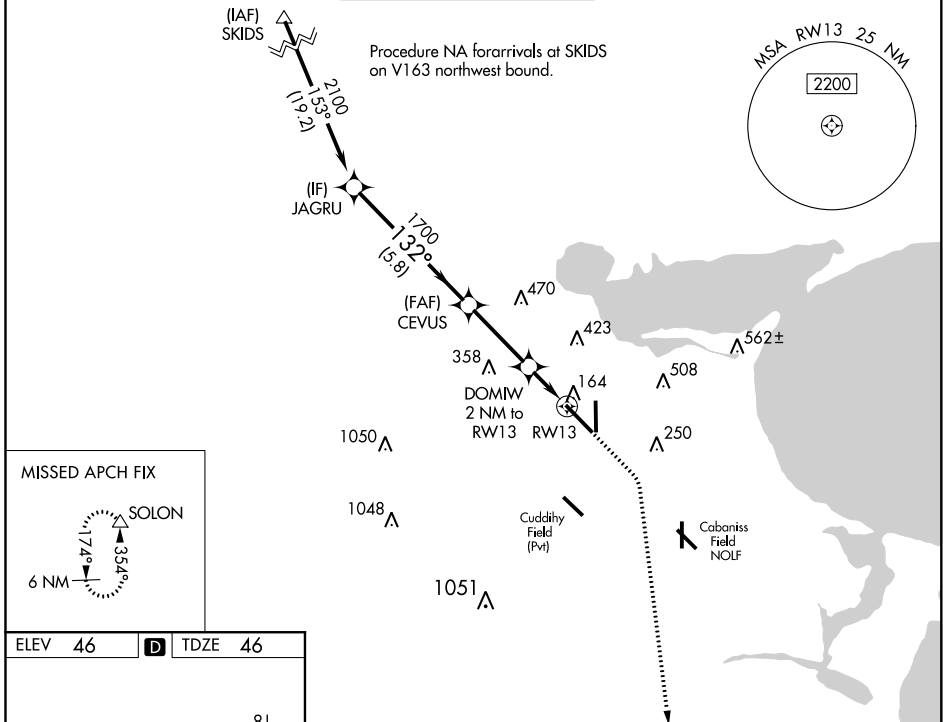 (IAF)
SKIDS
Procedure NA forarrivals at SKIDS
on V163 northwest bound.
MSA RW13 25 NM
2200
2100
153°
(19.2)
(IF)
JAGRU
1700
132°
(5.8)
(FAF)
CEVUS
470
423
562±
358
508
164
DOMIW
2 NM to
RW13
RW13
250
1050
1048
1051
Cuddihy
Field
(Pvt)
Cabaniss
Field
NOLF
MISSED APCH FIX
SOLON
174°
354°
6 NM
ELEV 46 D TDZE 46